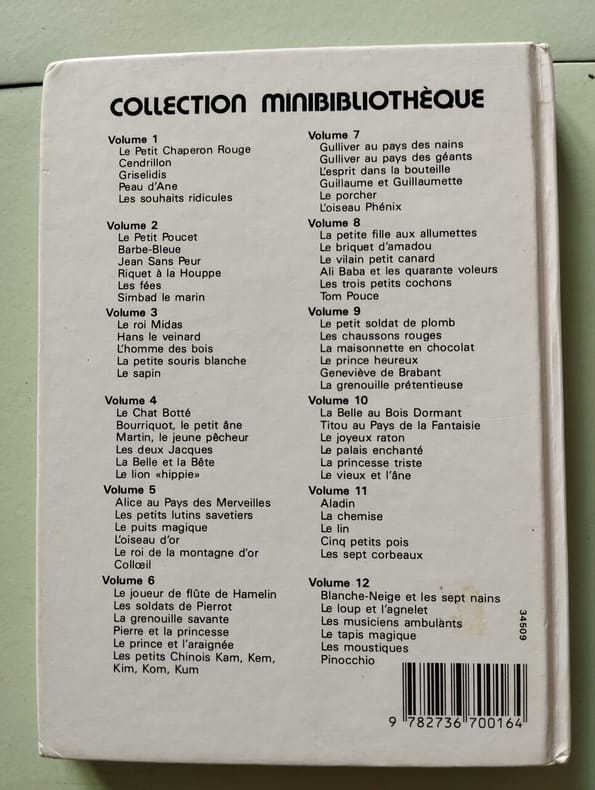 COLLECTION MINIBIBLIOTHÈQUE
Volume 1
Le Petit Chaperon Rouge
Cendrillon
Griselidis
Peau d'Ane
Les souhaits ridicules
Volume 2
Le Petit Poucet
Barbe-Bleue
Jean Sans Peur
Riquet à la Houppe
Les fées
Simbad le marin
Volume 3
Le roi Midas
Hans le veinard
L'homme des bois
La petite souris blanche
Le sapin
Volume 4
Le Chat Botté
Bourriquot, le petit âne
Martin, le jeune pêcheur
Les deux Jacques
La Belle et la Bête
Le lion «hippie»
Volume 5
Alice au Pays des Merveilles
Les petits lutins savetiers
Le puits magique
L'oiseau d'or
Le roi de la montagne d'or
Collœil
Volume 6
Le joueur de flûte de Hamelin
Les soldats de Pierrot
La grenouille savante
Pierre et la princesse
Le prince et l'araignée
Les petits Chinois Kam, Kem,
Kim, Kom, Kum
Volume 7
Gulliver au pays des nains
Gulliver au pays des géants
L'esprit dans la bouteille
Guillaume et Guillaumette
Le porcher
L'oiseau Phénix
Volume 8
La petite fille aux allumettes
Le briquet d'amadou
Le vilain petit canard
Ali Baba et les quarante voleurs
Les trois petits cochons
Tom Pouce
Volume 9
Le petit soldat de plomb
Les chaussons rouges
La maisonnette en chocolat
Le prince heureux
Geneviève de Brabant
La grenouille prétentieuse
Volume 10
La Belle au Bois Dormant
Titou au Pays de la Fantaisie
Le joyeux raton
Le palais enchanté
La princesse triste
Le vieux et l'âne
Volume 11
Aladin
La chemise
Le lin
Cinq petits pois
Les sept corbeaux
Volume 12
Blanche-Neige et les sept nains
Le loup et l'agnelet
Les musiciens ambulànts
Le tapis magique
Les moustiques
Pinocchio
34509
9 782736 700164